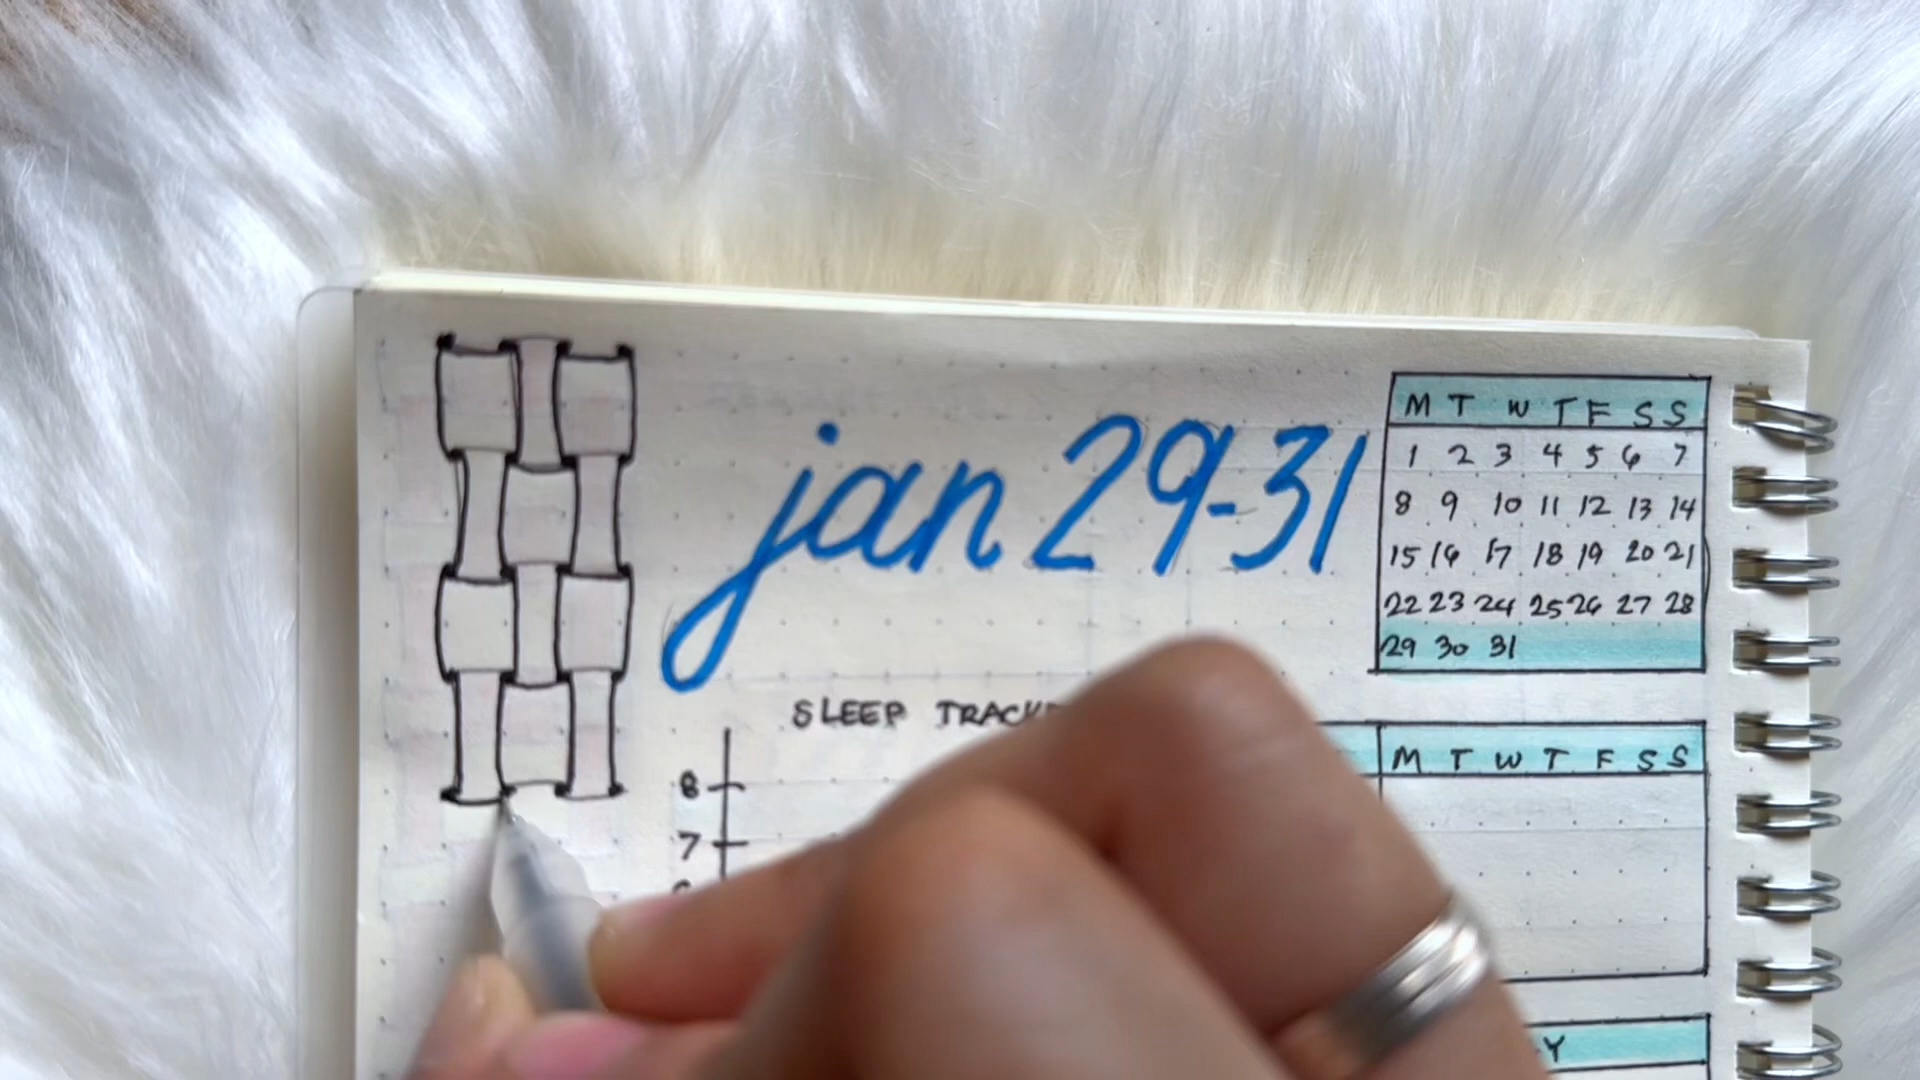 jan 29-31
M T W T F S S
1 2 3 4 5 6 7
8 9 10 11 12 13 14
15 16 17 18 19 20 21
22 23 24 25 26 27 28
29 30 31
SLEEP
8
7
M T W T F S S
Y